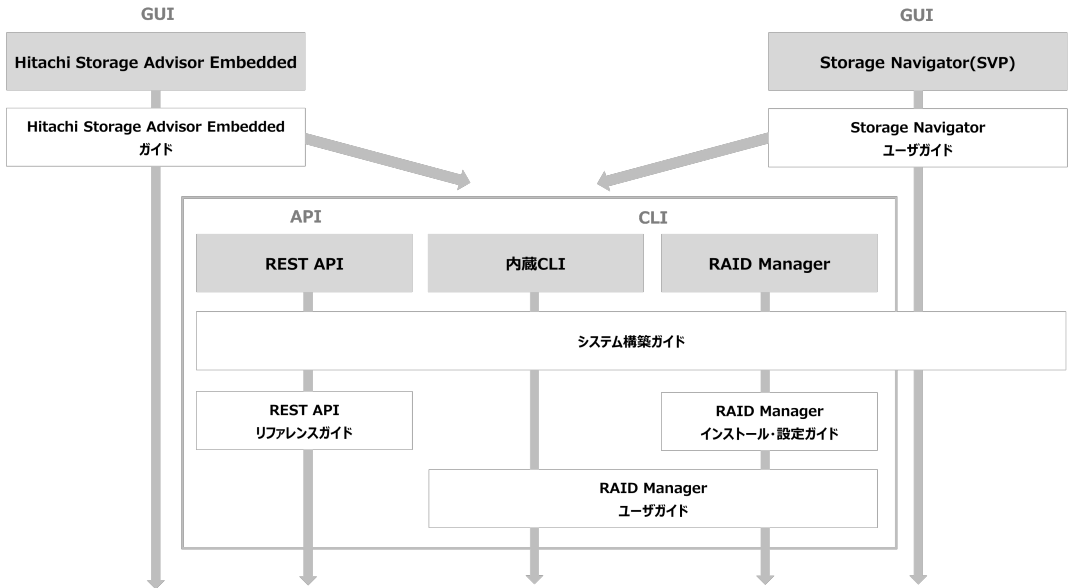 GUI
GUI
Hitachi Storage Advisor Embedded
Storage Navigator(SVP)
Hitachi Storage Advisor Embedded
ガイド
Storage Navigator
ユーザガイド
API
CLI
REST API
内蔵CLI
RAID Manager
システム構築ガイド
REST API
リファレンスガイド
RAID Manager
インストール・設定ガイド
RAID Manager
ユーザガイド